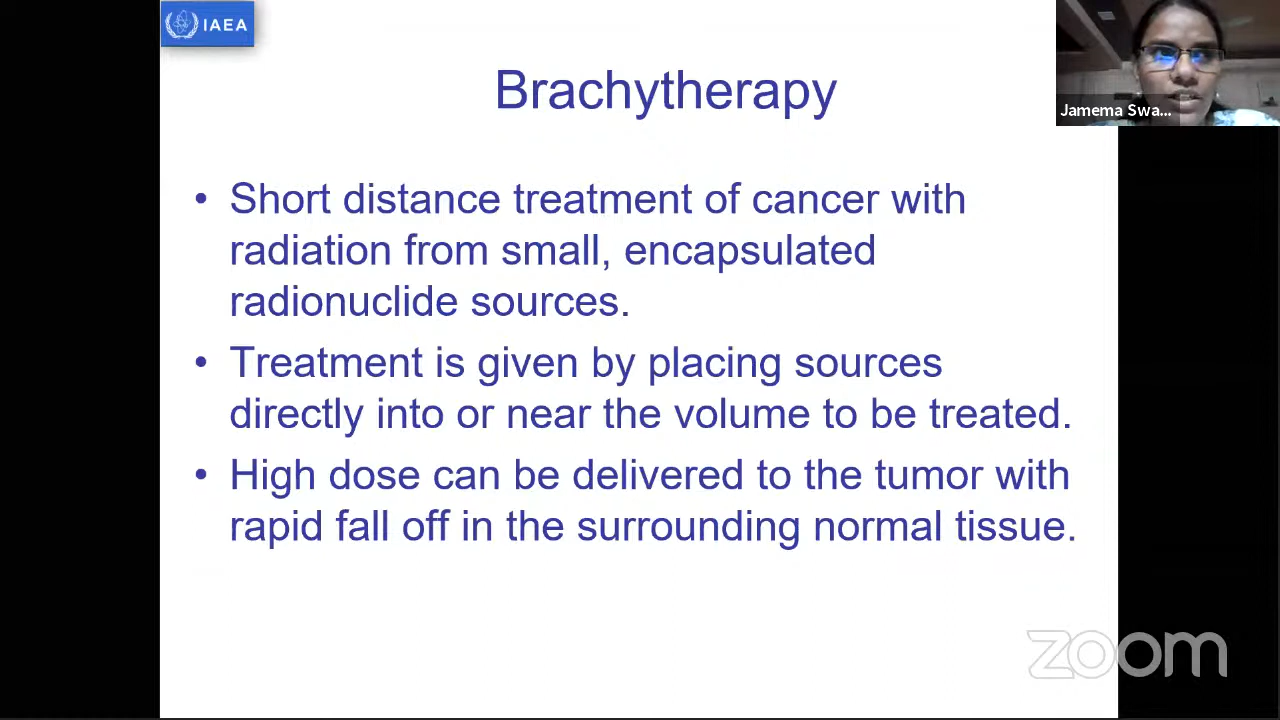 IAEA
Brachytherapy
Jamema Swa...
• Short distance treatment of cancer with
radiation from small, encapsulated
radionuclide sources.
• Treatment is given by placing sources
directly into or near the volume to be treated.
• High dose can be delivered to the tumor with
rapid fall off in the surrounding normal tissue.
zoom